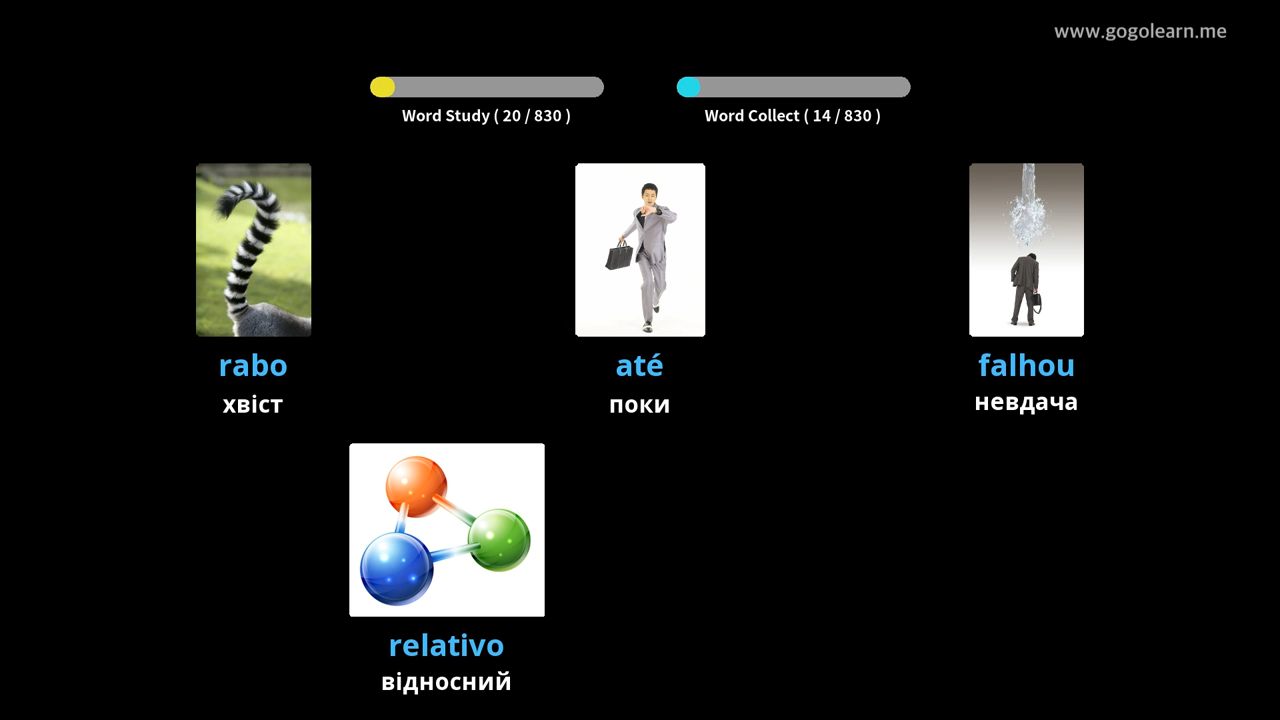 www.gogolearn.me
Word Study ( 20 / 830 )
Word Collect ( 14 / 830 )
rabo
хвіст
até
поки
falhou
невдача
relativo
відносний